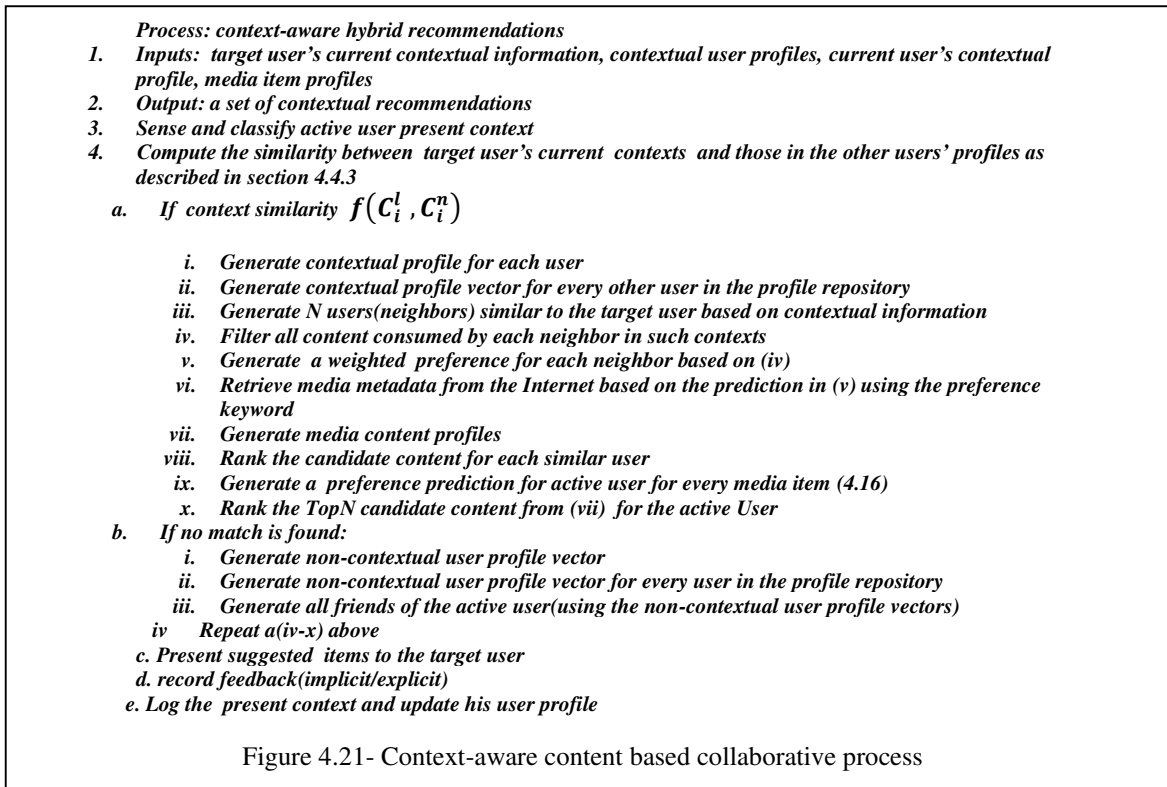 Process: context-aware hybrid recommendations
1. Inputs: target user's current contextual information, contextual user profiles, current user's contextual
profile, media item profiles
2. Output: a set of contextual recommendations
3. Sense and classify active user present context
4. Compute the similarity between target user's current contexts and those in the other users' profiles as
described in section 4.4.3
a. If context similarity f(C_i^l , C_i^n)
i. Generate contextual profile for each user
ii. Generate contextual profile vector for every other user in the profile repository
iii. Generate N users(neighbors) similar to the target user based on contextual information
iv. Filter all content consumed by each neighbor in such contexts
v. Generate a weighted preference for each neighbor based on (iv)
vi. Retrieve media metadata from the Internet based on the prediction in (v) using the preference
keyword
vii. Generate media content profiles
viii. Rank the candidate content for each similar user
ix. Generate a preference prediction for active user for every media item (4.16)
x. Rank the TopN candidate content from (vii) for the active User
b. If no match is found:
i. Generate non-contextual user profile vector
ii. Generate non-contextual user profile vector for every user in the profile repository
iii. Generate all friends of the active user(using the non-contextual user profile vectors)
iv Repeat a(iv-x) above
c. Present suggested items to the target user
d. record feedback(implicit/explicit)
e. Log the present context and update his user profile
Figure 4.21- Context-aware content based collaborative process